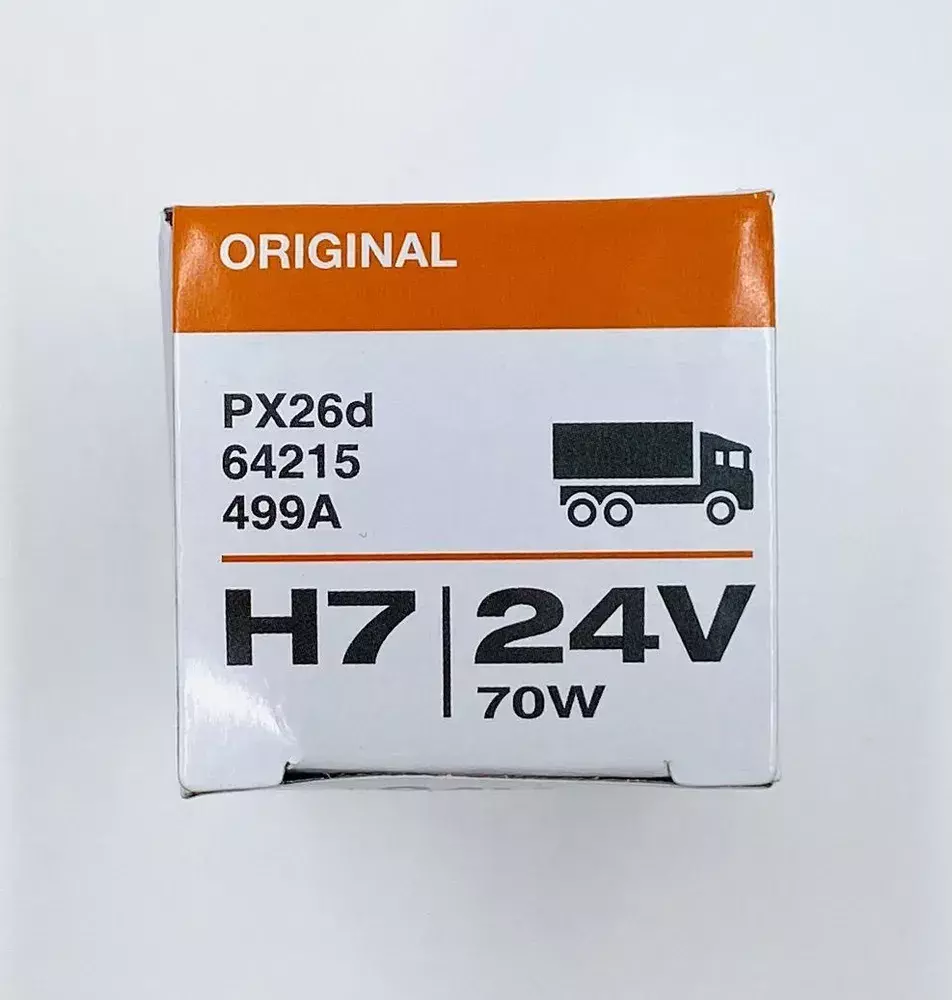 ORIGINAL
PX26d
64215
499A
H7 | 24V
70W